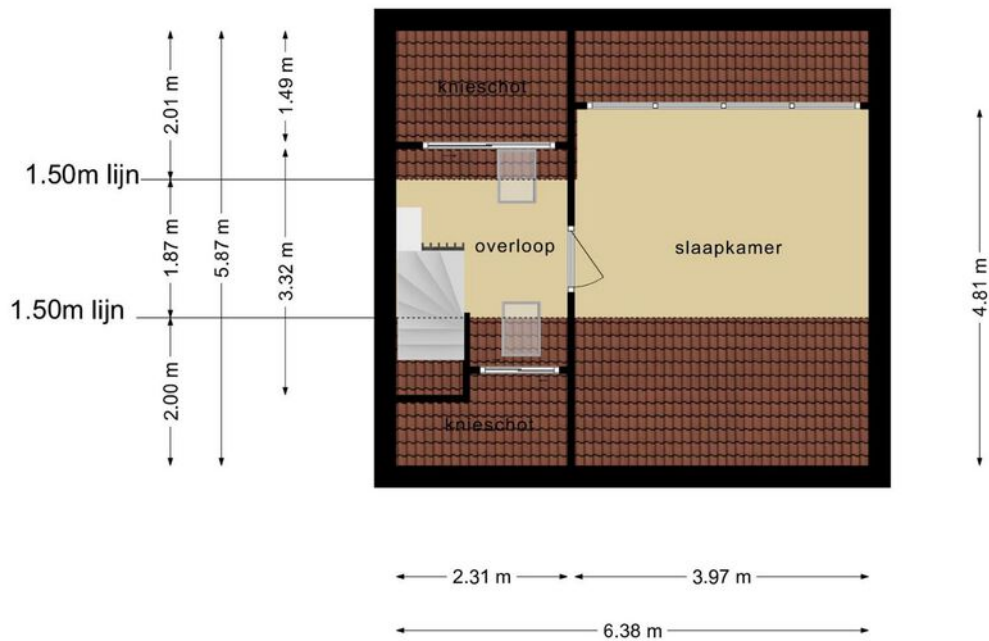 knieschot
2.01 m
1.49 m
1.50m lijn
1.87 m
5.87 m
3.32 m
overloop
slaapkamer
4.81 m
1.50m lijn
2.00 m
knieschot
2.31 m
3.97 m
6.38 m